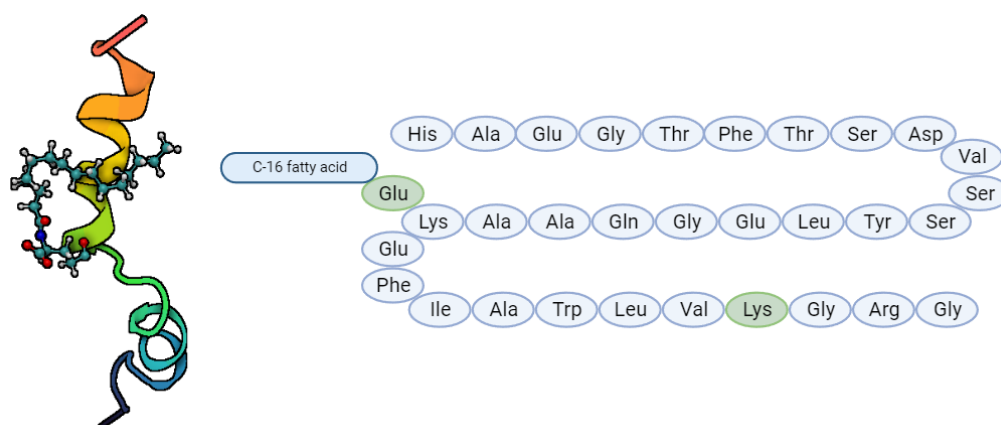 His Ala Glu Gly Thr Phe Thr Ser Asp
Val
C-16 fatty acid
Ser
Glu
Lys Ala Ala Gln Gly Glu Leu Tyr Ser
Glu
Phe
Ile Ala Trp Leu Val Lys Gly Arg Gly